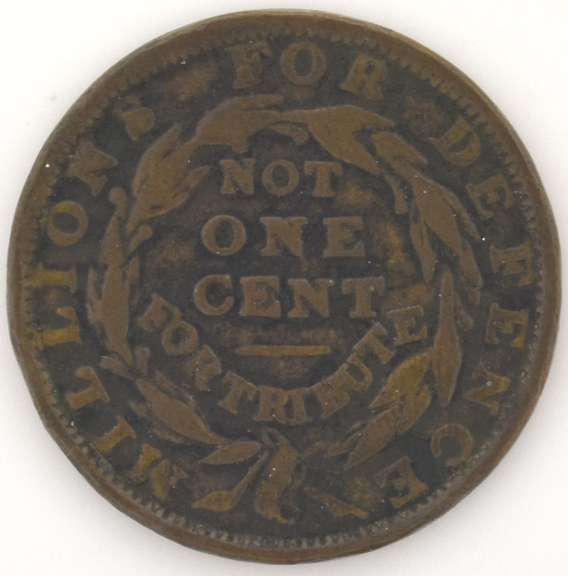 MILLIONS FOR DEFENCE
NOT
ONE
CENT
FOR TRIBUTE